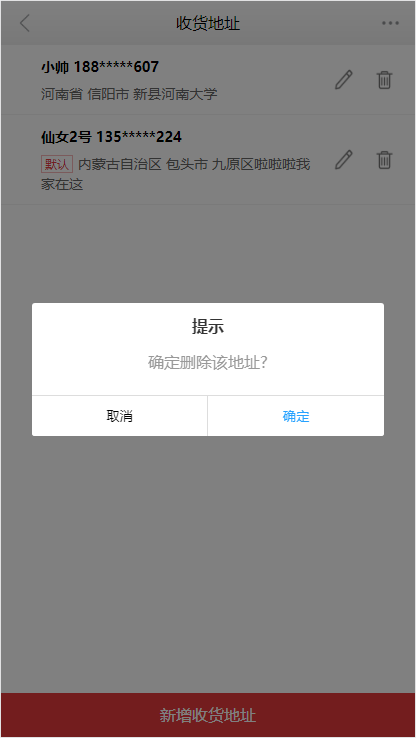 收货地址
小帅 188*****607
河南省 信阳市 新县河南大学
仙女2号 135*****224
默认 内蒙古自治区 包头市 九原区啦啦啦我
家在这
提示
确定删除该地址?
取消
确定
新增收货地址